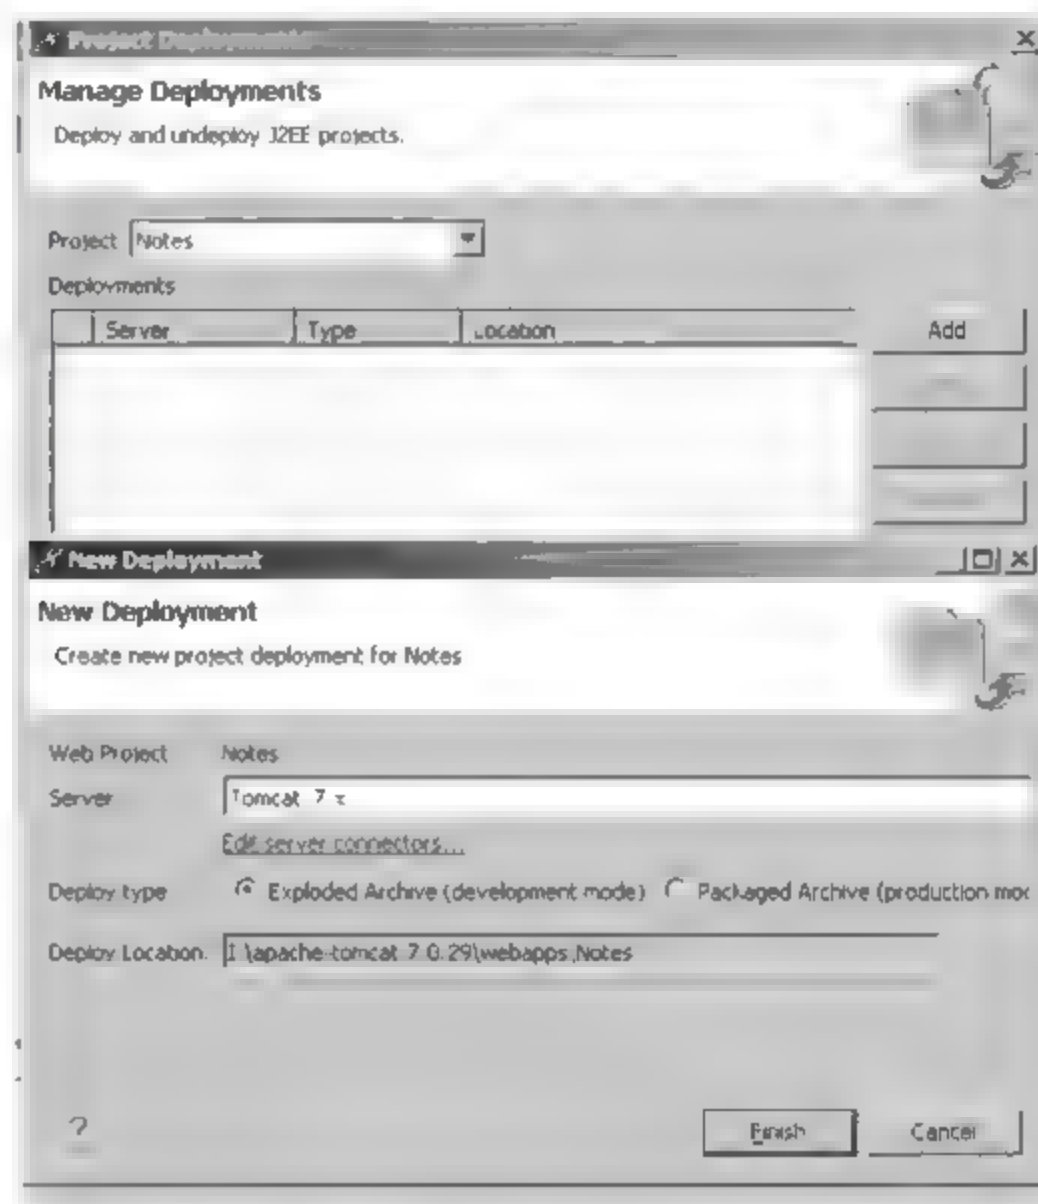 Project Deployments
Manage Deployments
Deploy and undeploy J2EE projects.
Project Notes
Deployments
Server Type Location
Add
New Deployment
New Deployment
Create new project deployment for Notes
Web Project Notes
Server Tomcat 7.x
Edit server connectors...
Deploy type Exploded Archive (development mode) Packaged Archive (production mod
Deploy Location. I:\apache-tomcat-7.0.29\webapps\Notes
? Finish Cancel